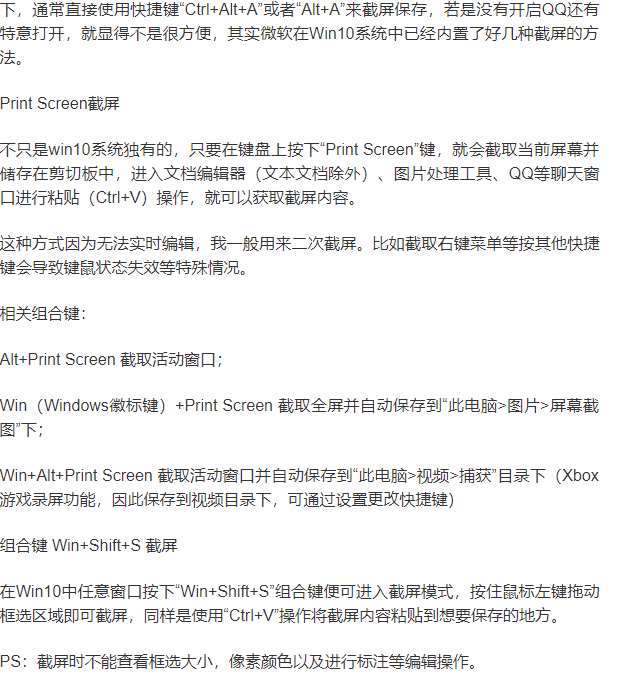 下，通常直接使用快捷键“Ctrl+Alt+A”或者“Alt+A”来截屏保存，若是没有开启QQ还有
特意打开，就显得不是很方便，其实微软在Win10系统中已经内置了好几种截屏的方
法。
Print Screen截屏
不只是win10系统独有的，只要在键盘上按下“Print Screen”键，就会截取当前屏幕并
储存在剪切板中，进入文档编辑器（文本文档除外）、图片处理工具、QQ等聊天窗
口进行粘贴（Ctrl+V）操作，就可以获取截屏内容。
这种方式因为无法实时编辑，我一般用来二次截屏。比如截取右键菜单等按其他快捷
键会导致键鼠状态失效等特殊情况。
相关组合键：
Alt+Print Screen 截取活动窗口；
Win（Windows徽标键）+Print Screen 截取全屏并自动保存到“此电脑>图片>屏幕截
图”下；
Win+Alt+Print Screen 截取活动窗口并自动保存到“此电脑>视频>捕获”目录下（Xbox
游戏录屏功能，因此保存到视频目录下，可通过设置更改快捷键）
组合键 Win+Shift+S 截屏
在Win10中任意窗口按下“Win+Shift+S”组合键便可进入截屏模式，按住鼠标左键拖动
框选区域即可截屏，同样是使用“Ctrl+V”操作将截屏内容粘贴到想要保存的地方。
PS：截屏时不能查看框选大小，像素颜色以及进行标注等编辑操作。